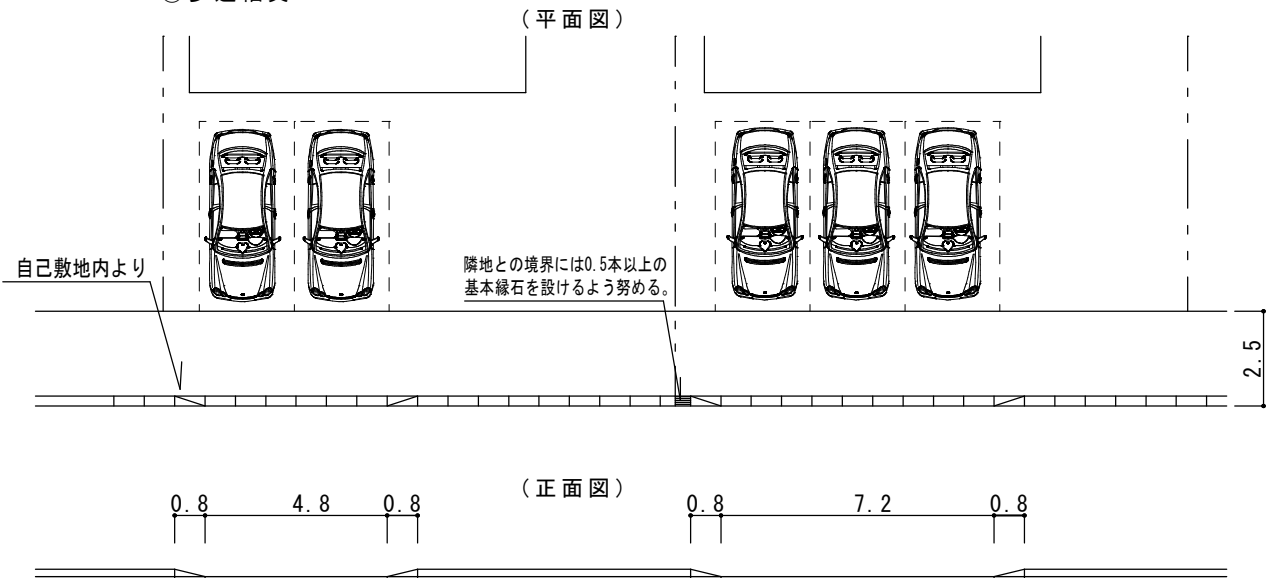 (平面図)
自己敷地内より
隣地との境界には0.5本以上の
基本縁石を設けるよう努める。
2.5
(正面図)
0.8 4.8 0.8 0.8 7.2 0.8